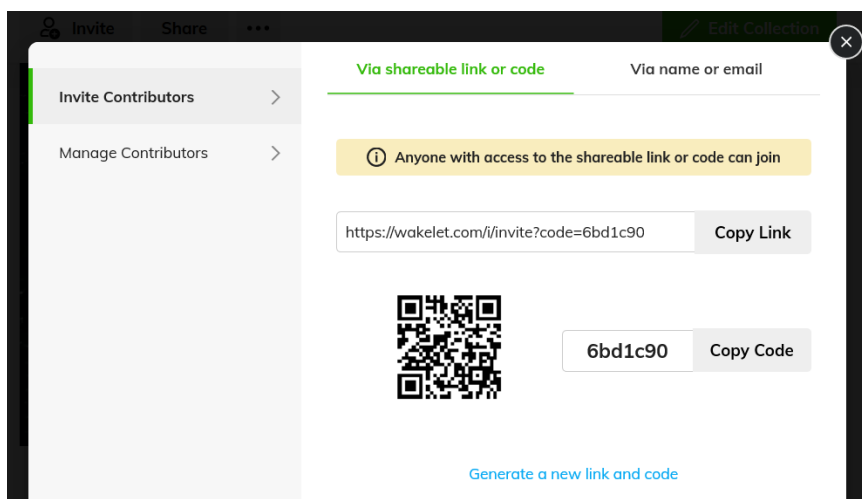 Invite Share ••• Edit Collection
Via shareable link or code Via name or email
Invite Contributors
Manage Contributors
Anyone with access to the shareable link or code can join
https://wakelet.com/i/invite?code=6bd1c90 Copy Link
6bd1c90 Copy Code
Generate a new link and code